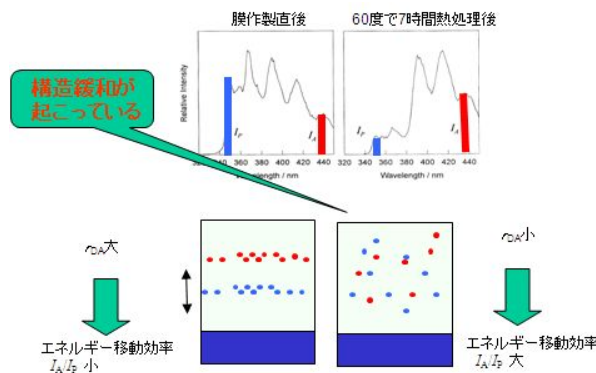 膜作製直後
60度で7時間熱処理後
構造緩和が
起こっている
Relative Intensity
I_P
I_A
I_P
I_A
360 380 400 420 440
320 340 360 380 400 420 440
Wavelength / nm
r_DA大
r_DA小
エネルギー移動効率
I_A/I_P 小
エネルギー移動効率
I_A/I_P 大